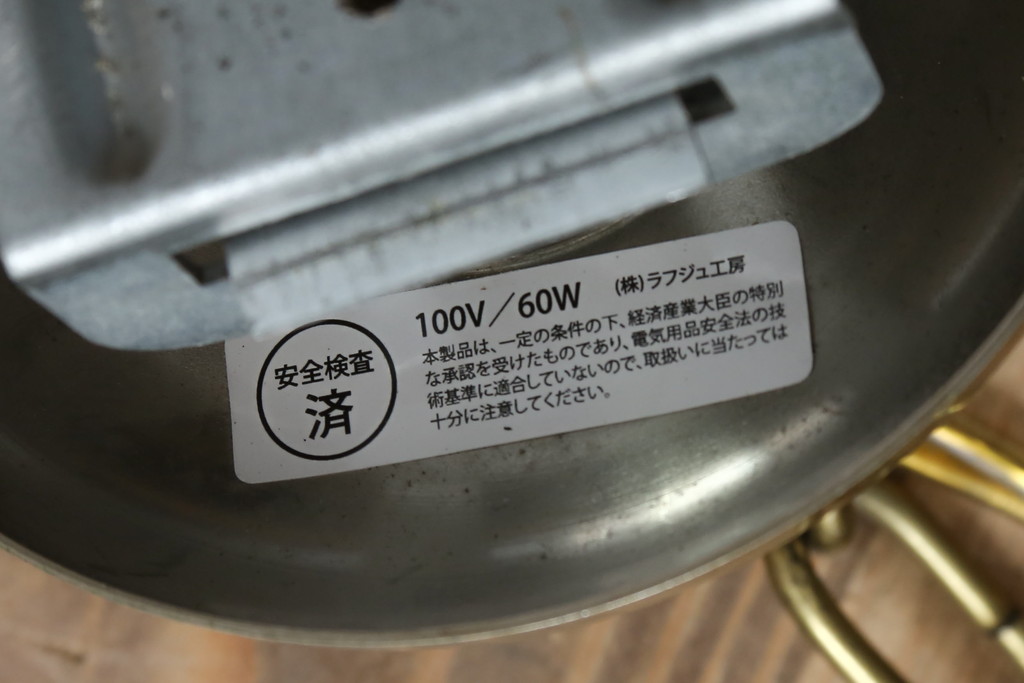 安全検査
済
100V／60W (株)ラフジュ工房
本製品は、一定の条件の下、経済産業大臣の特別
な承認を受けたものであり、電気用品安全法の技
術基準に適合していないので、取扱いに当たっては
十分に注意してください。